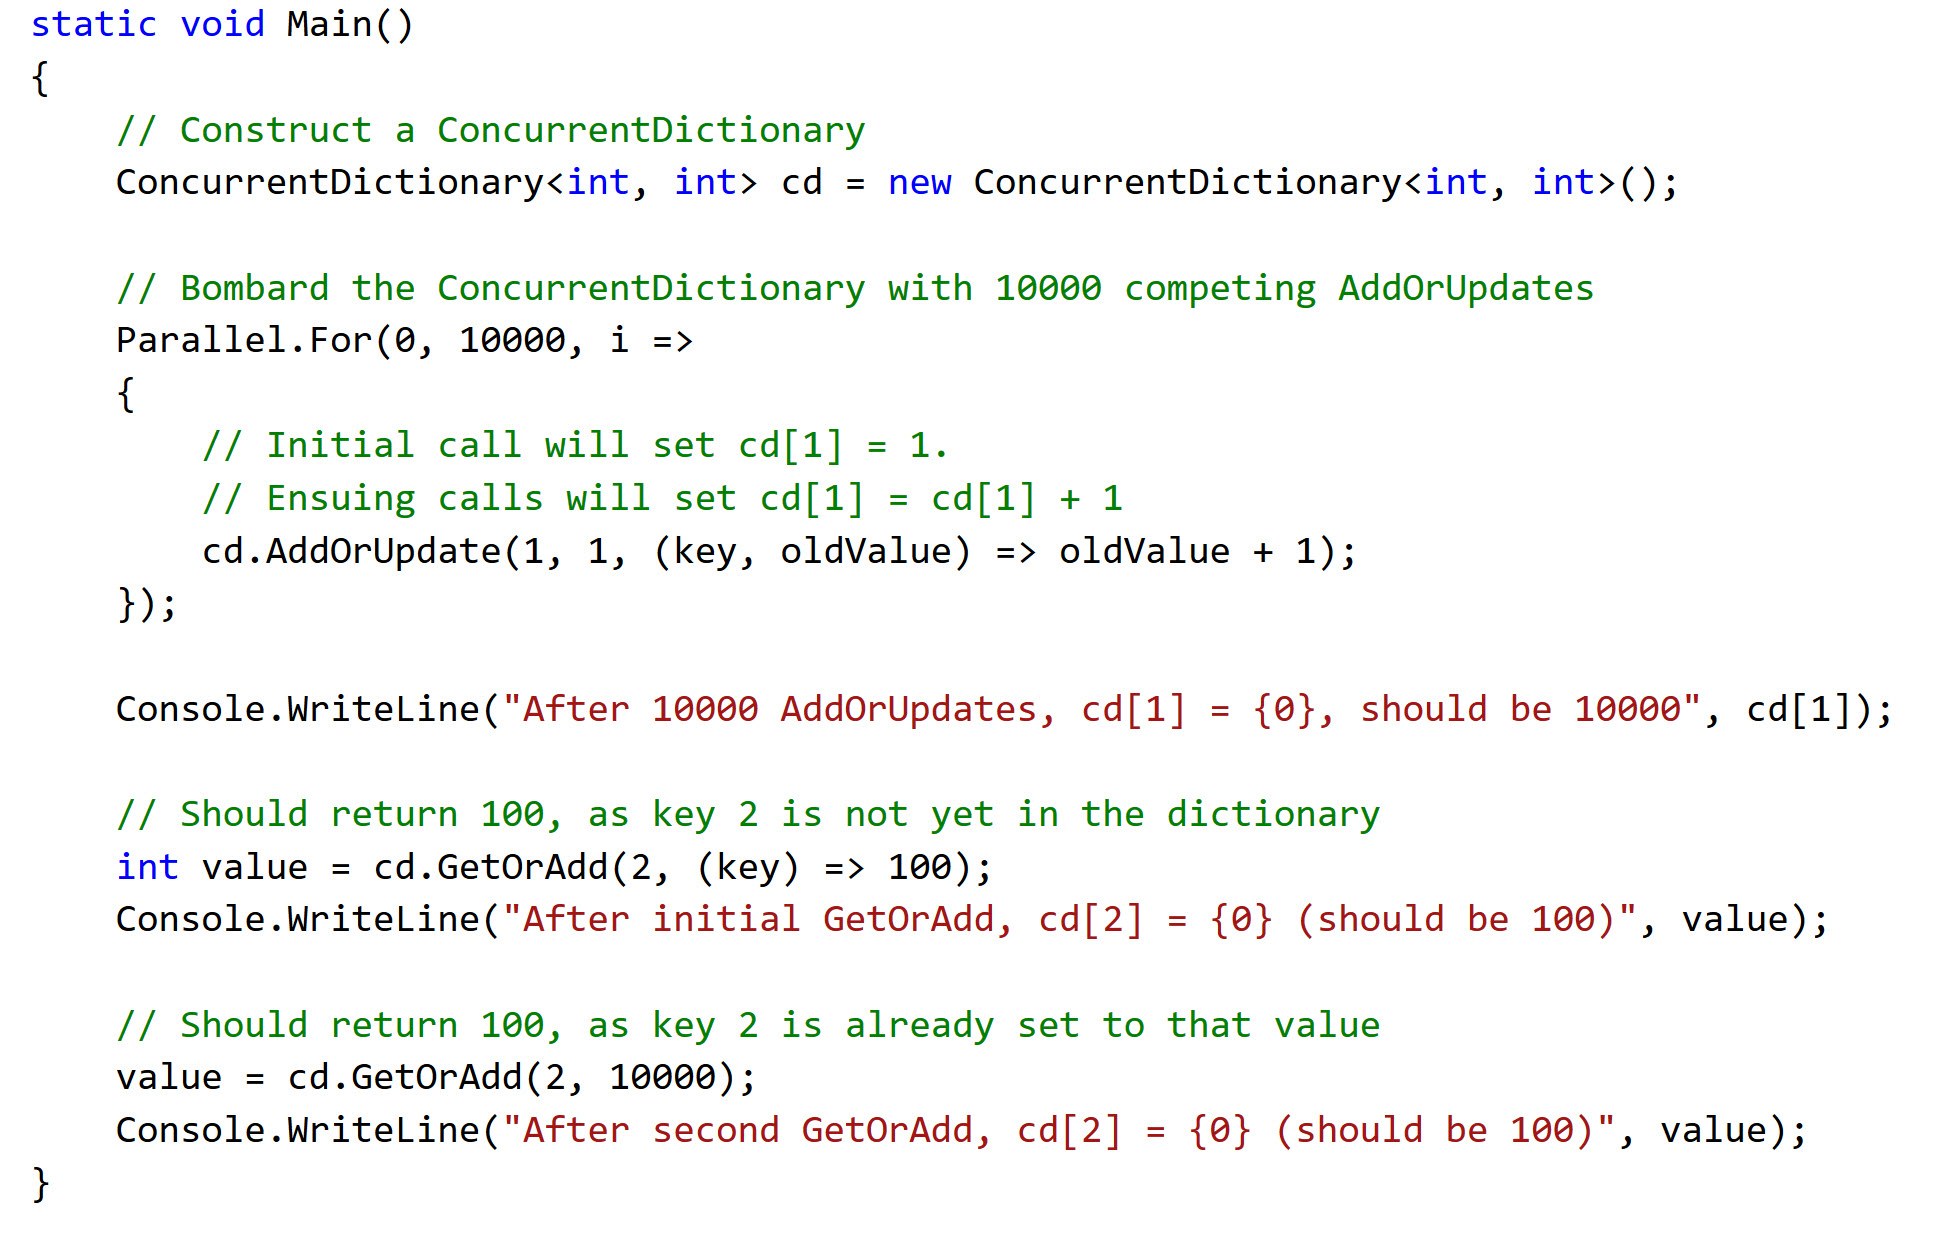 static void Main()
{
    // Construct a ConcurrentDictionary
    ConcurrentDictionary<int, int> cd = new ConcurrentDictionary<int, int>();

    // Bombard the ConcurrentDictionary with 10000 competing AddOrUpdates
    Parallel.For(0, 10000, i =>
    {
        // Initial call will set cd[1] = 1.
        // Ensuing calls will set cd[1] = cd[1] + 1
        cd.AddOrUpdate(1, 1, (key, oldValue) => oldValue + 1);
    });

    Console.WriteLine("After 10000 AddOrUpdates, cd[1] = {0}, should be 10000", cd[1]);

    // Should return 100, as key 2 is not yet in the dictionary
    int value = cd.GetOrAdd(2, (key) => 100);
    Console.WriteLine("After initial GetOrAdd, cd[2] = {0} (should be 100)", value);

    // Should return 100, as key 2 is already set to that value
    value = cd.GetOrAdd(2, 10000);
    Console.WriteLine("After second GetOrAdd, cd[2] = {0} (should be 100)", value);
}